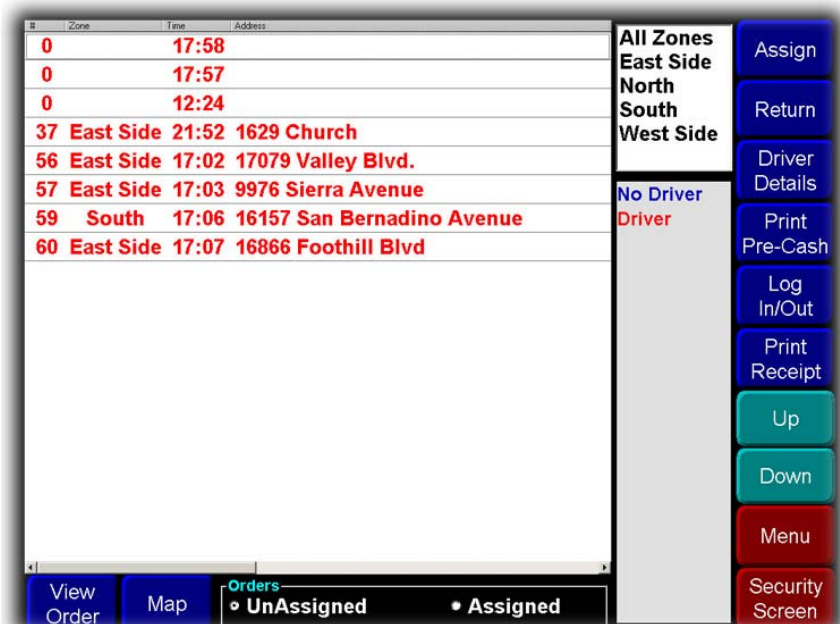 # Zone Time Address
0 17:58
0 17:57
0 12:24
37 East Side 21:52 1629 Church
56 East Side 17:02 17079 Valley Blvd.
57 East Side 17:03 9976 Sierra Avenue
59 South 17:06 16157 San Bernadino Avenue
60 East Side 17:07 16866 Foothill Blvd
All Zones
East Side
North
South
West Side
No Driver
Driver
Assign
Return
Driver
Details
Print
Pre-Cash
Log
In/Out
Print
Receipt
Up
Down
Menu
Security
Screen
View
Order
Map
Orders
UnAssigned Assigned